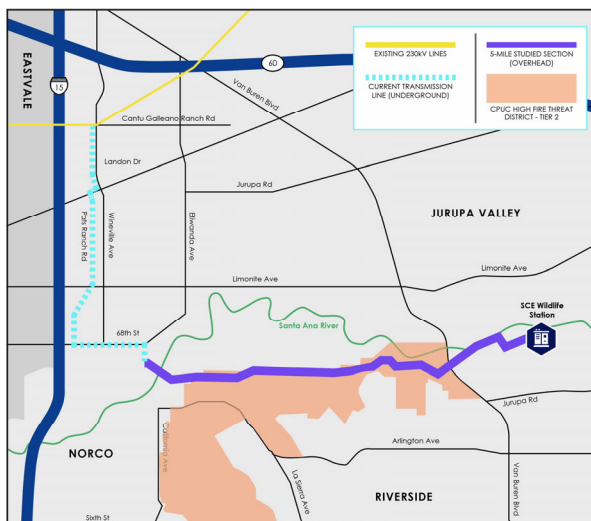 EASTVALE
15
60
Van Buren Blvd
EXISTING 230kV LINES
5-MILE STUDIED SECTION
(OVERHEAD)
CURRENT TRANSMISSION
LINE (UNDERGROUND)
CPUC HIGH FIRE THREAT
DISTRICT - TIER 2
Cantu Galleano Ranch Rd
Landon Dr
Jurupa Rd
Pats Ranch Rd
Wineville Ave
Etiwanda Ave
JURUPA VALLEY
Limonite Ave
Limonite Ave
SCE Wildlife
Station
Santa Ana River
68th St
Jurupa Rd
California Ave
NORCO
Arlington Ave
La Sierra Ave
Van Buren Blvd
RIVERSIDE
Sixth St